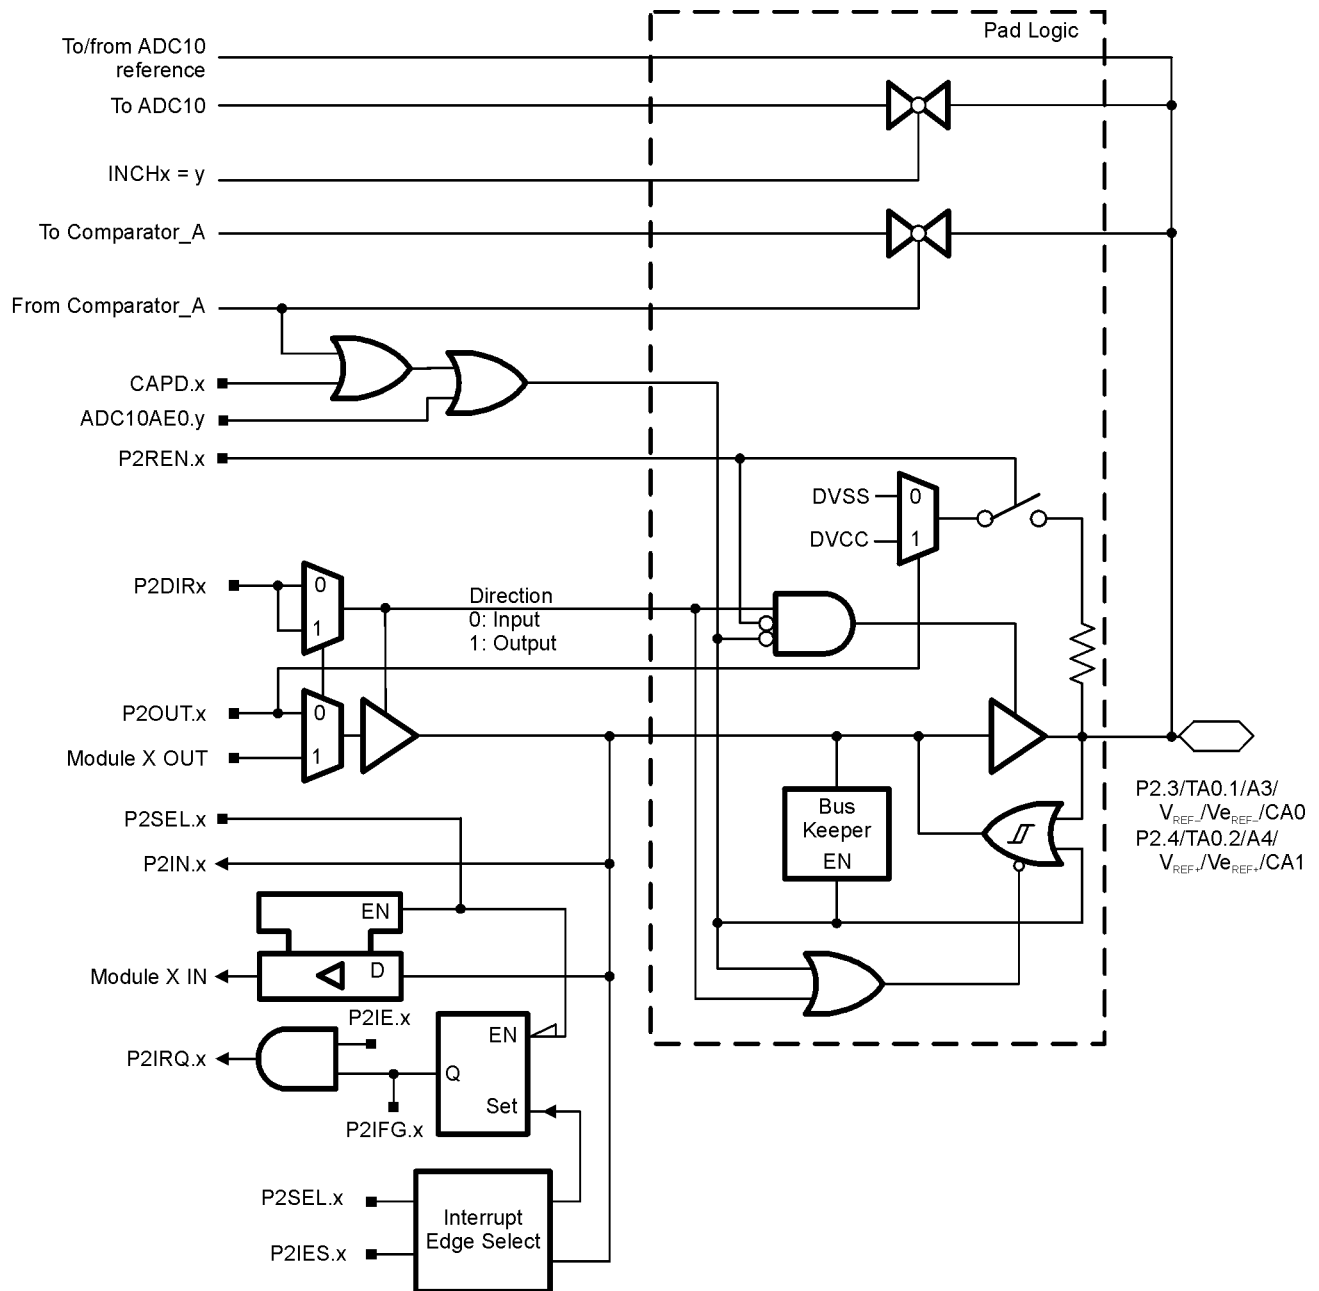 Pad Logic
To/from ADC10
reference
To ADC10
INCHx = y
To Comparator_A
From Comparator_A
CAPD.x
ADC10AE0.y
P2REN.x
DVSS
0
DVCC
1
P2DIRx
0
1
Direction
0: Input
1: Output
P2OUT.x
0
Module X OUT
1
P2SEL.x
P2IN.x
Bus
Keeper
EN
P2.3/TA0.1/A3/
VREF−/VeREF−/CA0
P2.4/TA0.2/A4/
VREF+/VeREF+/CA1
EN
D
Module X IN
P2IE.x
P2IRQ.x
EN
Q
Set
P2IFG.x
P2SEL.x
P2IES.x
Interrupt
Edge Select